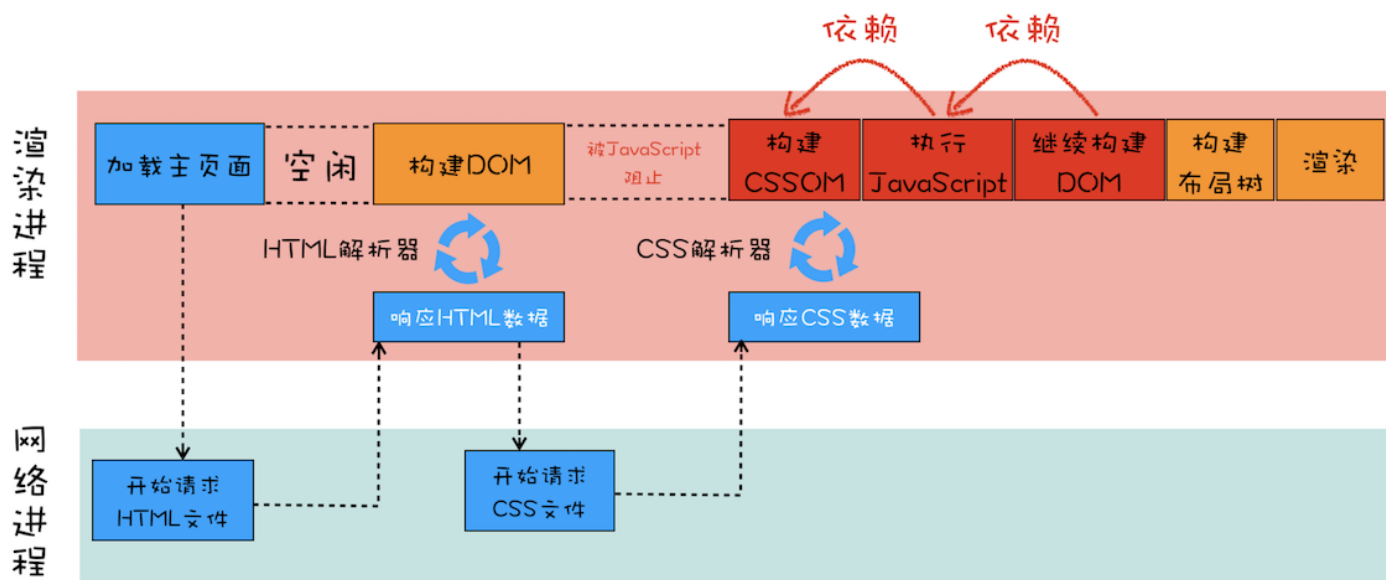 依赖
依赖
渲染进程
加载主页面
空闲
构建DOM
被JavaScript
阻止
构建
CSSOM
执行
JavaScript
继续构建
DOM
构建
布局树
渲染
HTML解析器
CSS解析器
响应HTML数据
响应CSS数据
网络进程
开始请求
HTML文件
开始请求
CSS文件